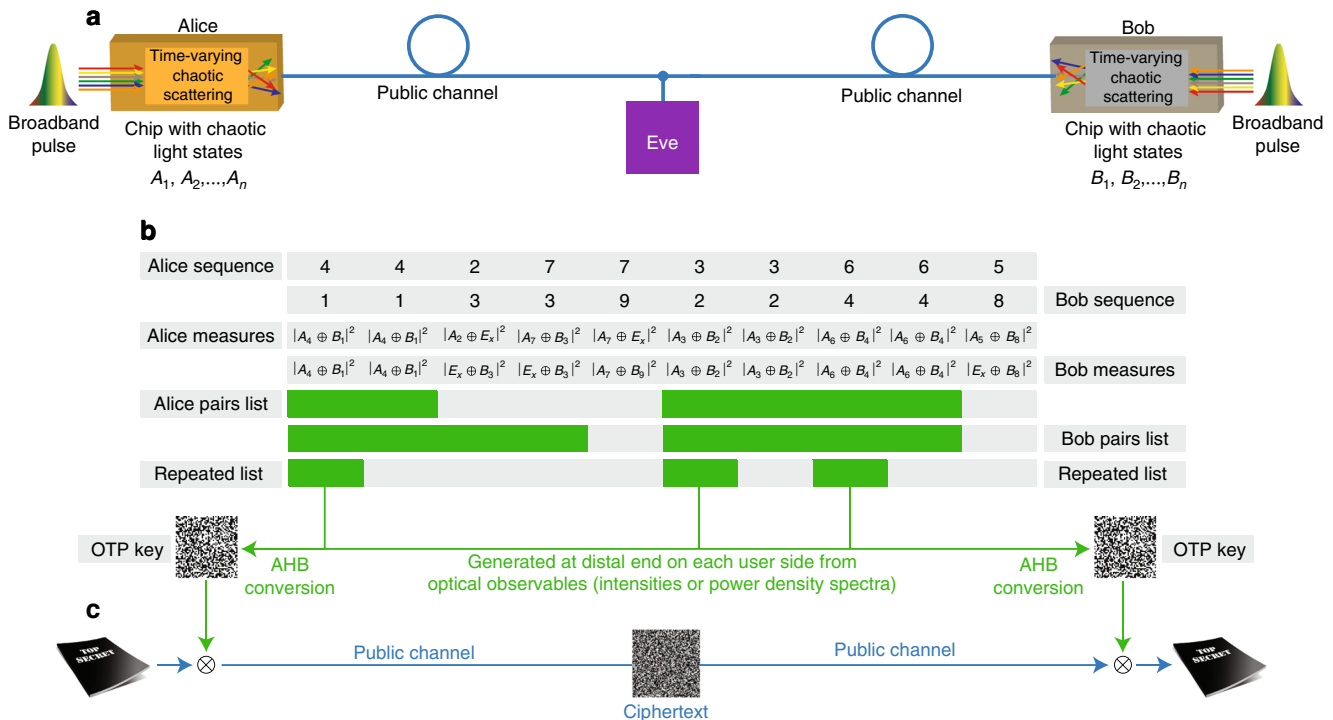 a
Alice
Bob
Time-varying
chaotic
scattering
Time-varying
chaotic
scattering
Public channel
Public channel
Broadband
pulse
Chip with chaotic
light states
A₁, A₂,...,Aₙ
Eve
Chip with chaotic
light states
B₁, B₂,...,Bₙ
Broadband
pulse
b
Alice sequence 4 4 2 7 7 3 3 6 6 5
1 1 3 3 9 2 2 4 4 8 Bob sequence
Alice measures |A₄ ⊕ B₁|² |A₄ ⊕ B₁|² |A₂ ⊕ Eₓ|² |A₇ ⊕ B₃|² |A₇ ⊕ Eₓ|² |A₃ ⊕ B₂|² |A₃ ⊕ B₂|² |A₆ ⊕ B₄|² |A₆ ⊕ B₄|² |A₅ ⊕ B₈|²
|A₄ ⊕ B₁|² |A₄ ⊕ B₁|² |Eₓ ⊕ B₃|² |Eₓ ⊕ B₃|² |A₇ ⊕ B₉|² |A₃ ⊕ B₂|² |A₃ ⊕ B₂|² |A₆ ⊕ B₄|² |A₆ ⊕ B₄|² |Eₓ ⊕ B₈|² Bob measures
Alice pairs list
Bob pairs list
Repeated list Repeated list
OTP key
AHB
conversion
Generated at distal end on each user side from
optical observables (intensities or power density spectra)
AHB
conversion
OTP key
c
TOP
SECRET
Public channel
Public channel
TOP
SECRET
Ciphertext